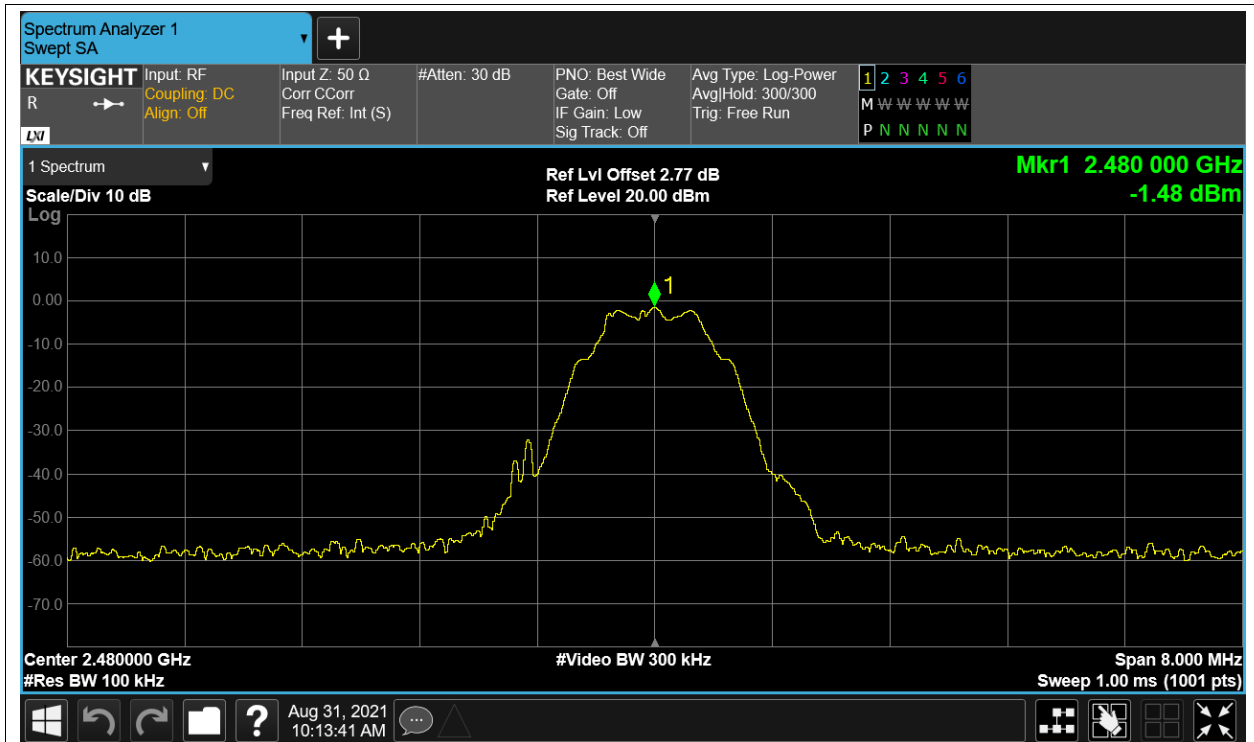 Spectrum Analyzer 1
Swept SA
+
KEYSIGHT
R
LXI
Input: RF
Coupling: DC
Align: Off
Input Z: 50 Ω
Corr CCorr
Freq Ref: Int (S)
#Atten: 30 dB
PNO: Best Wide
Gate: Off
IF Gain: Low
Sig Track: Off
Avg Type: Log-Power
Avg|Hold: 300/300
Trig: Free Run
1 2 3 4 5 6
M W W W W W
P N N N N N
1 Spectrum
Scale/Div 10 dB
Ref Lvl Offset 2.77 dB
Ref Level 20.00 dBm
Mkr1 2.480 000 GHz
-1.48 dBm
Log
10.0
0.00
-10.0
-20.0
-30.0
-40.0
-50.0
-60.0
-70.0
1
Center 2.480000 GHz
#Res BW 100 kHz
#Video BW 300 kHz
Span 8.000 MHz
Sweep 1.00 ms (1001 pts)
?
Aug 31, 2021
10:13:41 AM